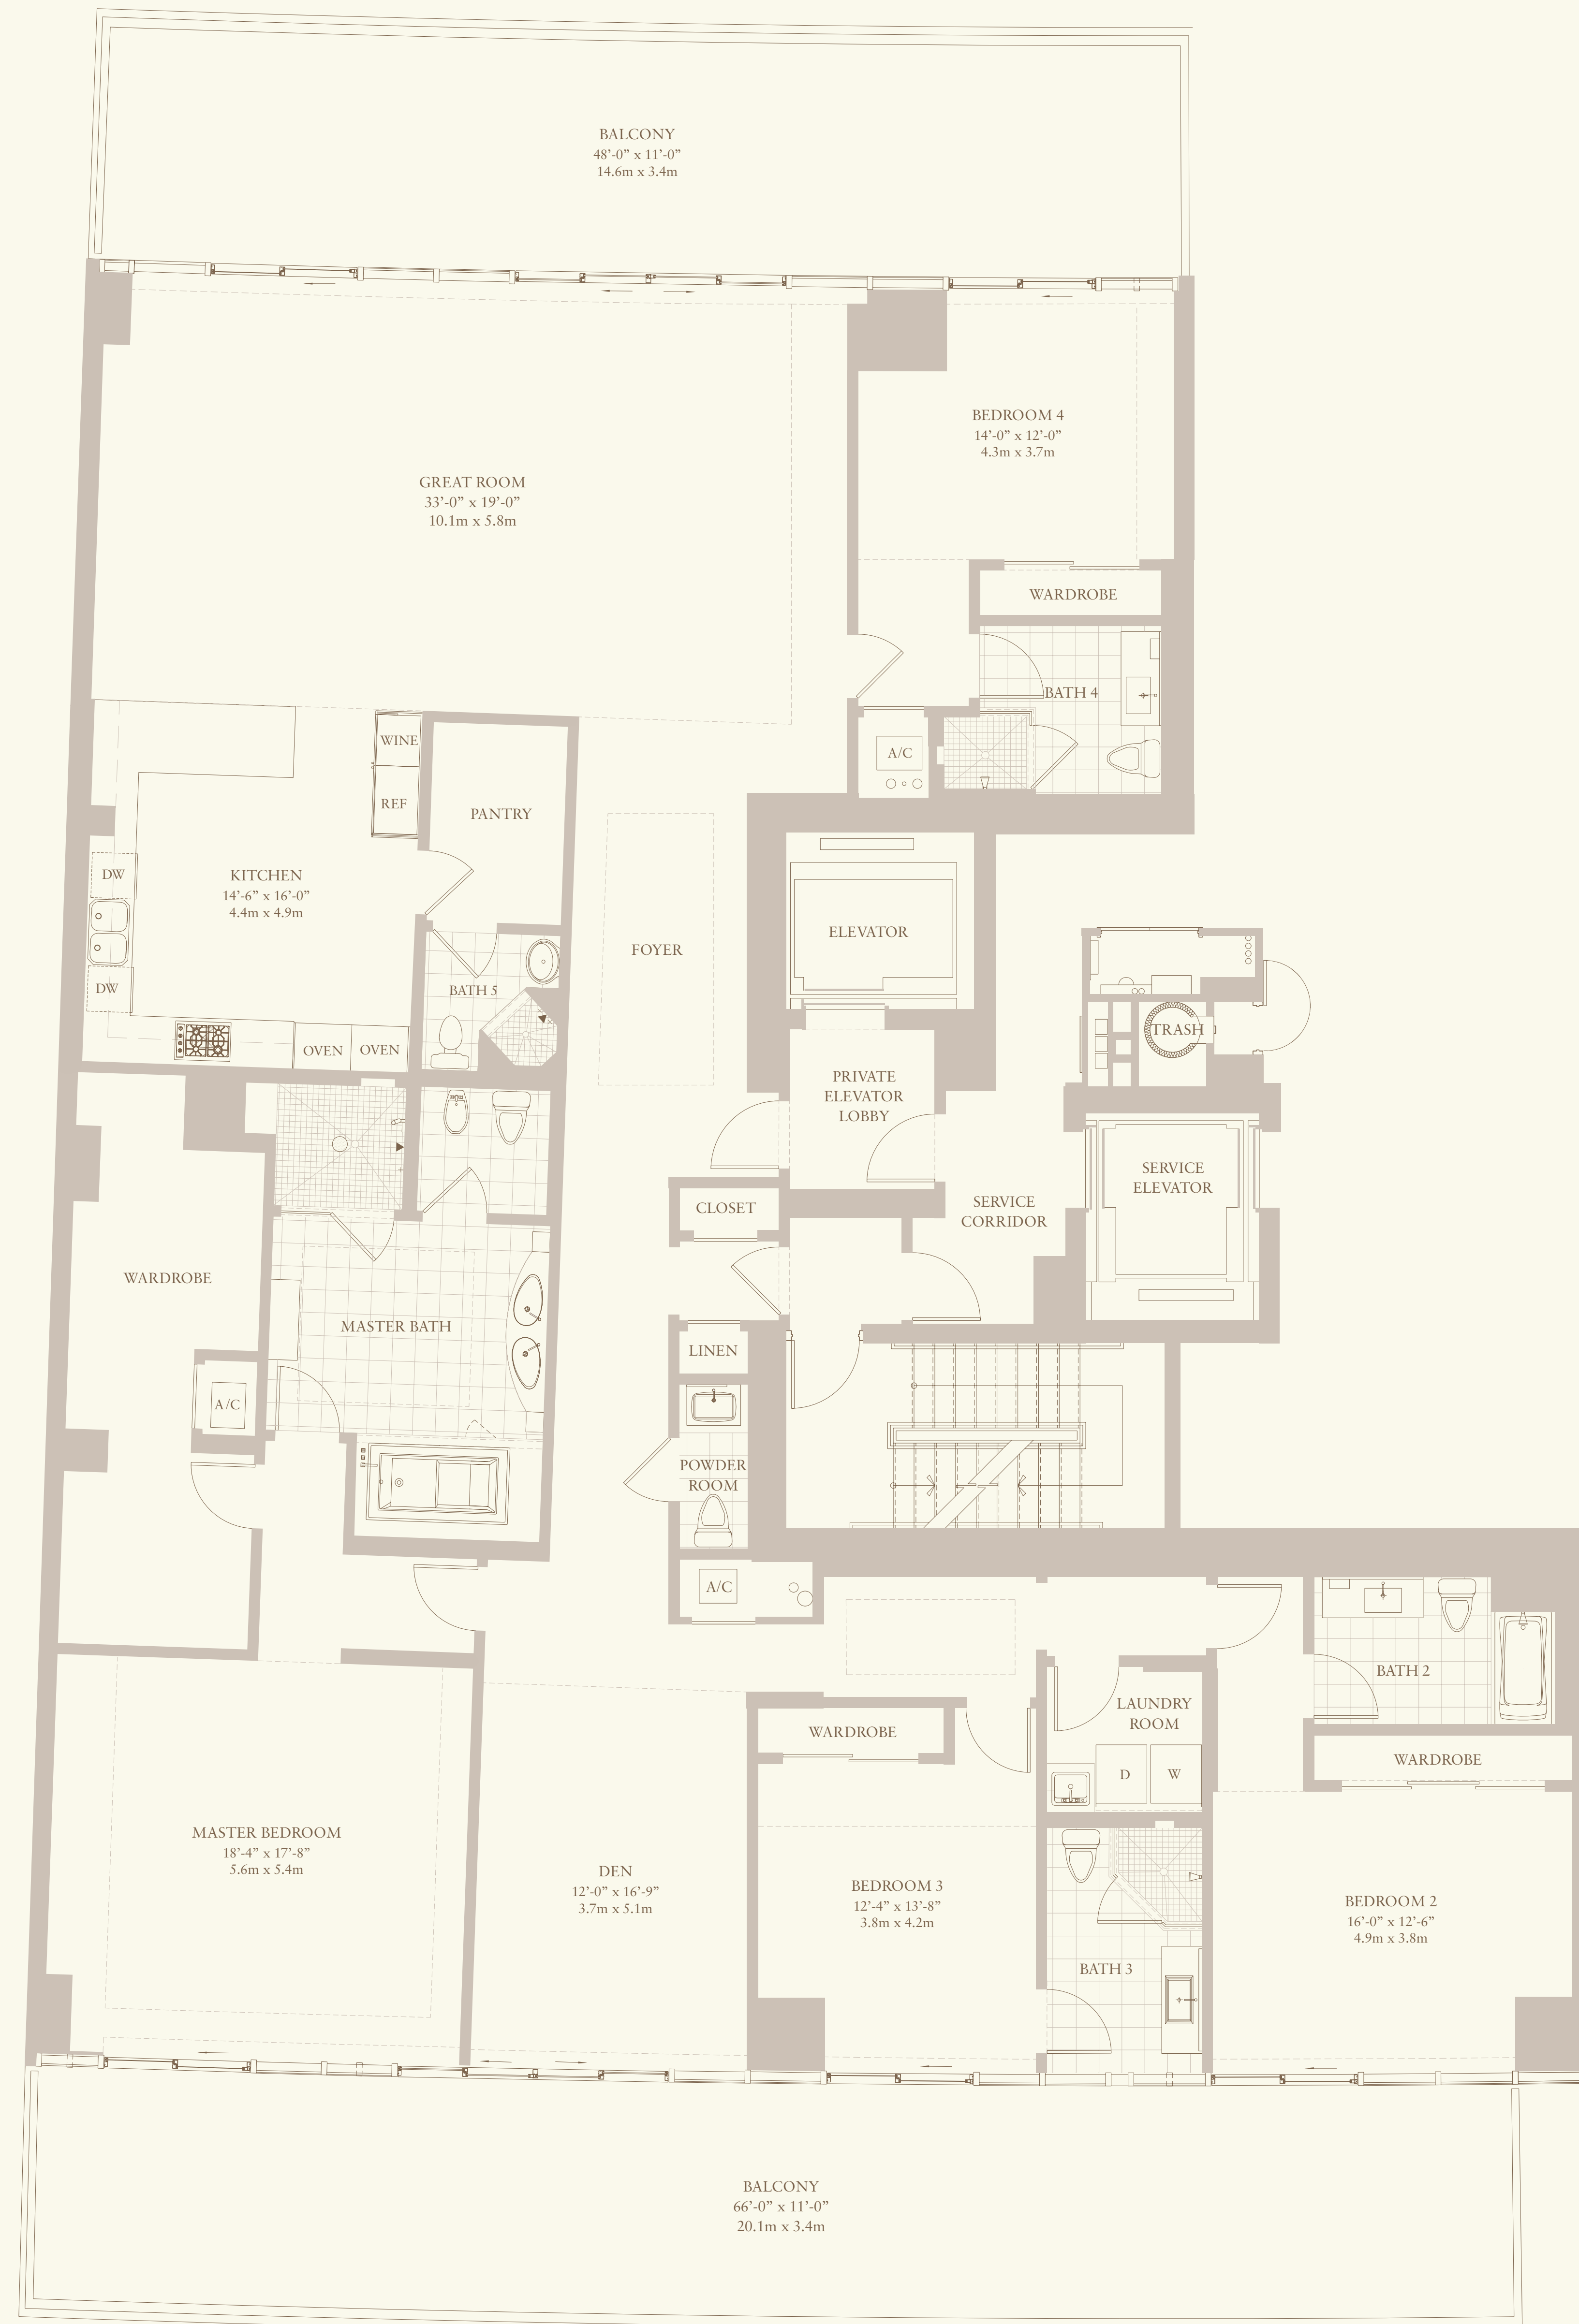 BALCONY
48’-0” x 11’-0”
14.6m x 3.4m
BEDROOM 4
14’-0” x 12’-0”
4.3m x 3.7m
GREAT ROOM
33’-0” x 19’-0”
10.1m x 5.8m
WARDROBE
BATH 4
WINE
A/C
REF
PANTRY
DW
KITCHEN
14’-6” x 16’-0”
4.4m x 4.9m
ELEVATOR
FOYER
DW
BATH 5
TRASH
OVEN
OVEN
PRIVATE
ELEVATOR
LOBBY
SERVICE
ELEVATOR
CLOSET
SERVICE
CORRIDOR
WARDROBE
MASTER BATH
LINEN
A/C
POWDER
ROOM
A/C
BATH 2
LAUNDRY
ROOM
WARDROBE
WARDROBE
D
W
MASTER BEDROOM
18’-4” x 17’-8”
5.6m x 5.4m
DEN
12’-0” x 16’-9”
3.7m x 5.1m
BEDROOM 3
12’-4” x 13’-8”
3.8m x 4.2m
BEDROOM 2
16’-0” x 12’-6”
4.9m x 3.8m
BATH 3
BALCONY
66’-0” x 11’-0”
20.1m x 3.4m